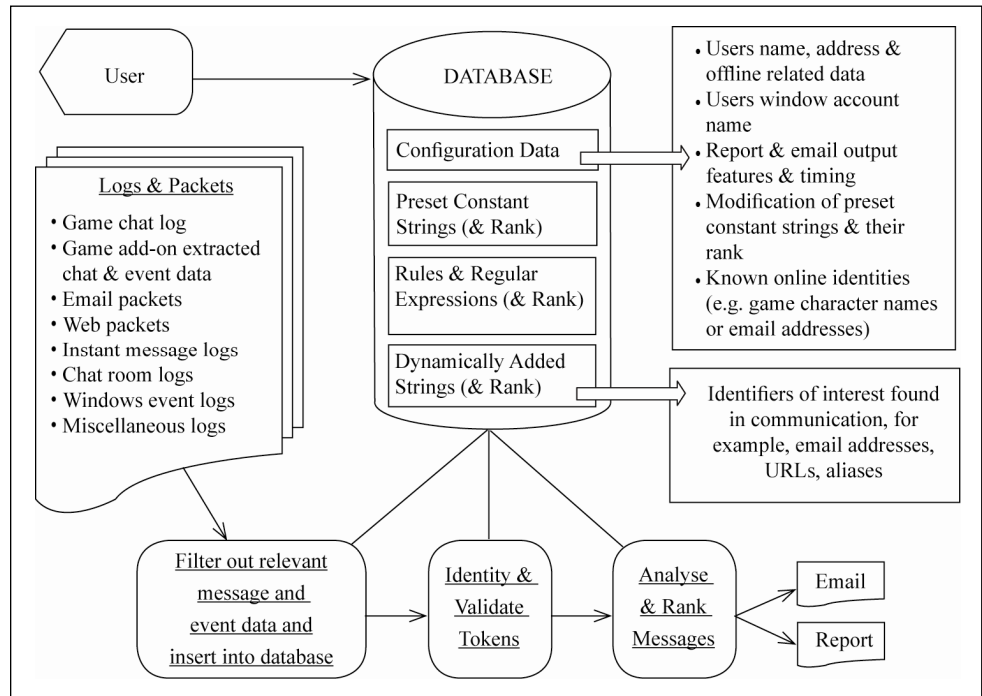 User
DATABASE
Configuration Data
Preset Constant
Strings (& Rank)
Rules & Regular
Expressions (& Rank)
Dynamically Added
Strings (& Rank)
• Users name, address &
offline related data
• Users window account
name
• Report & email output
features & timing
• Modification of preset
constant strings & their
rank
• Known online identities
(e.g. game character names
or email addresses)
Identifiers of interest found
in communication, for
example, email addresses,
URLs, aliases
Logs & Packets
• Game chat log
• Game add-on extracted
chat & event data
• Email packets
• Web packets
• Instant message logs
• Chat room logs
• Windows event logs
• Miscellaneous logs
Filter out relevant
message and
event data and
insert into database
Identity &
Validate
Tokens
Analyse
& Rank
Messages
Email
Report